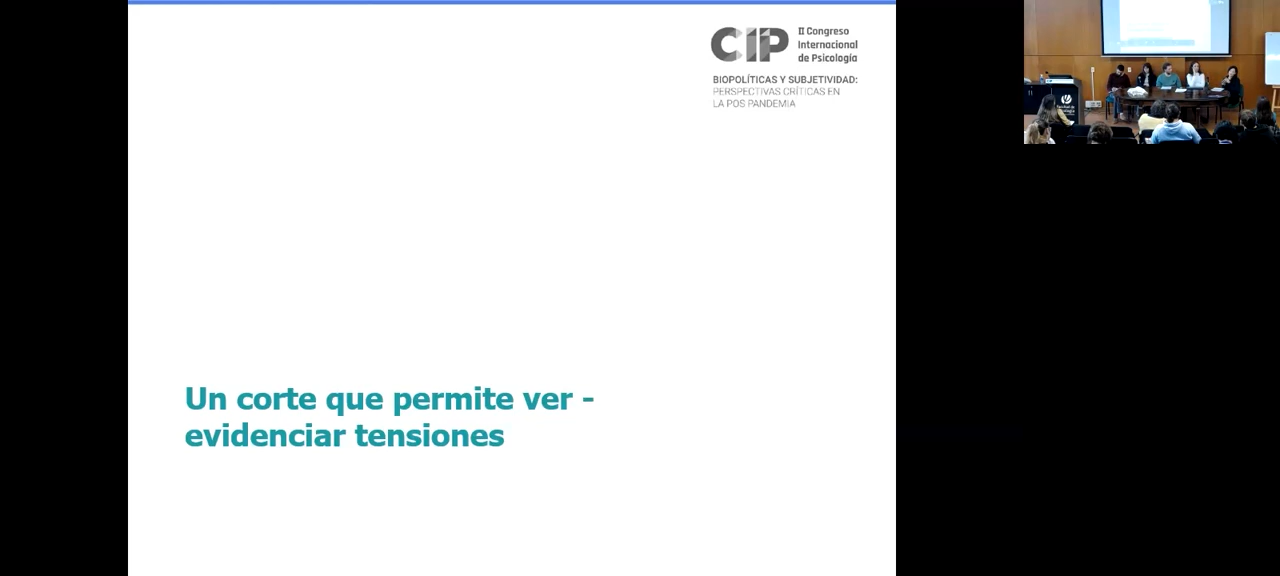 CIP
II Congreso
Internacional
de Psicología
BIOPOLÍTICAS Y SUBJETIVIDAD:
PERSPECTIVAS CRÍTICAS EN
LA POS PANDEMIA
Un corte que permite ver -
evidenciar tensiones